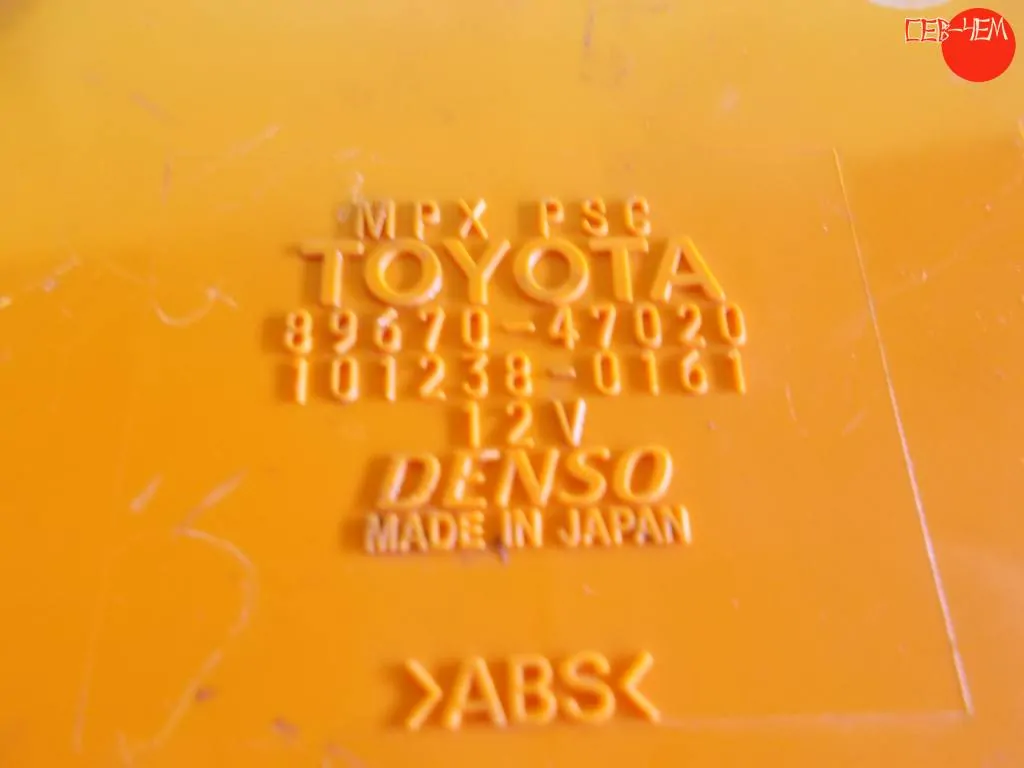 СЕВ-ЧЕМ
MPX PSC
TOYOTA
89670-47020
101238-0161
12V
DENSO
MADE IN JAPAN
>ABS<